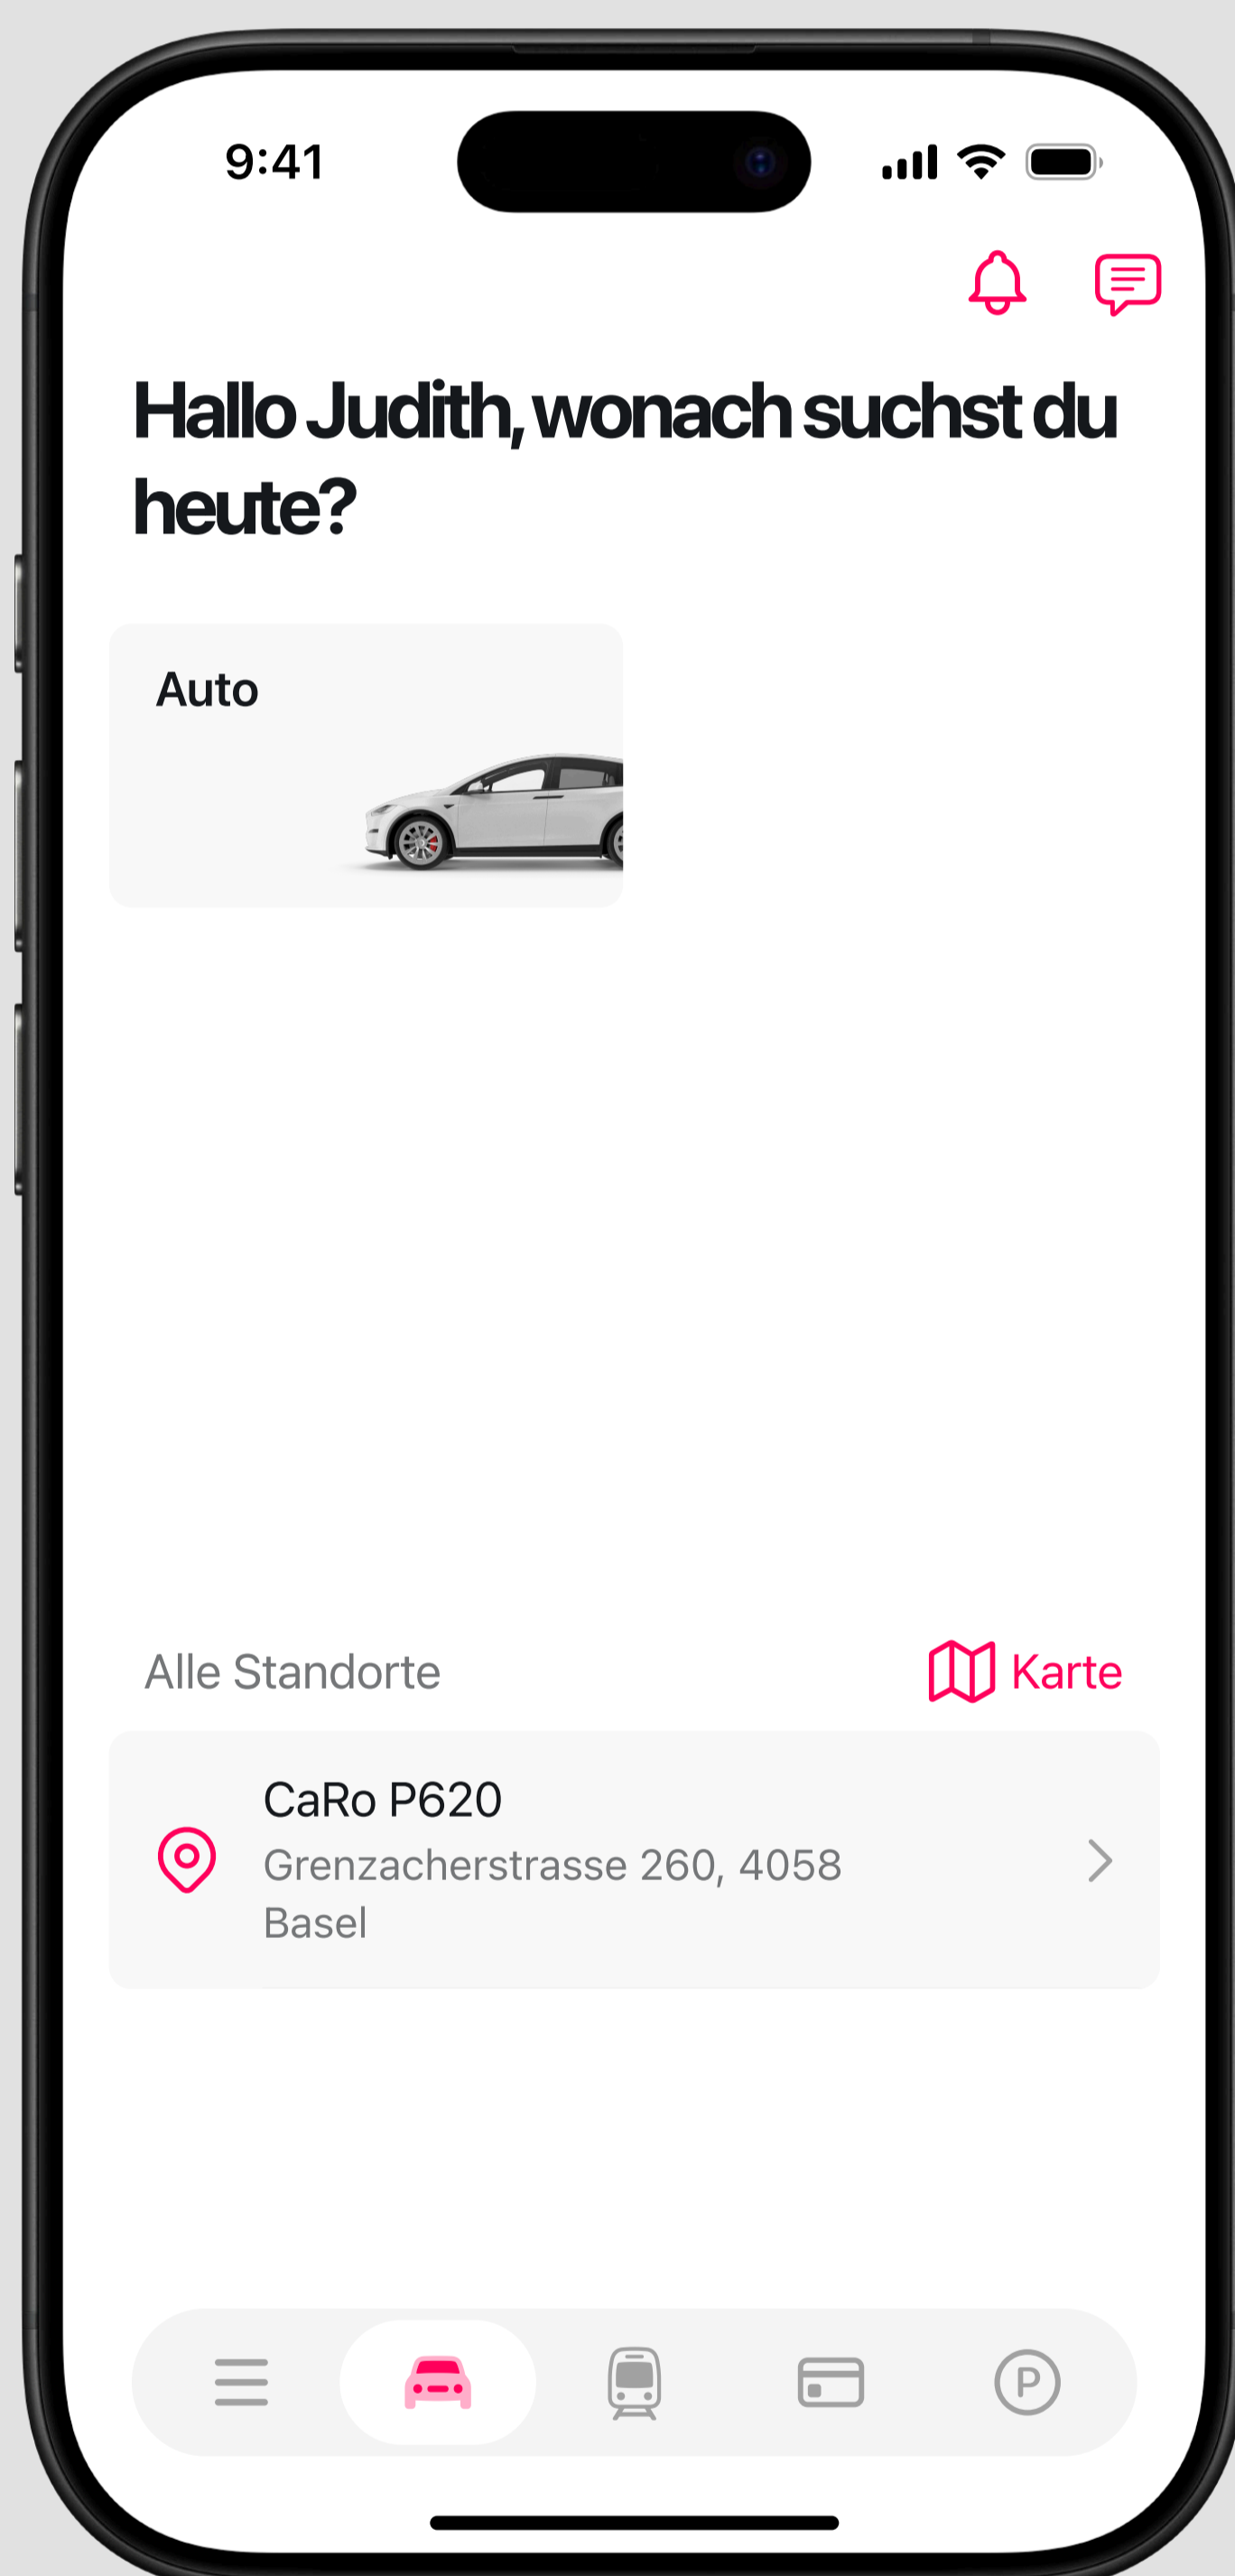 9:41
Hallo Judith, wonach suchst du
heute?
Auto
Alle Standorte
Karte
CaRo P620
Grenzacherstrasse 260, 4058
Basel
P